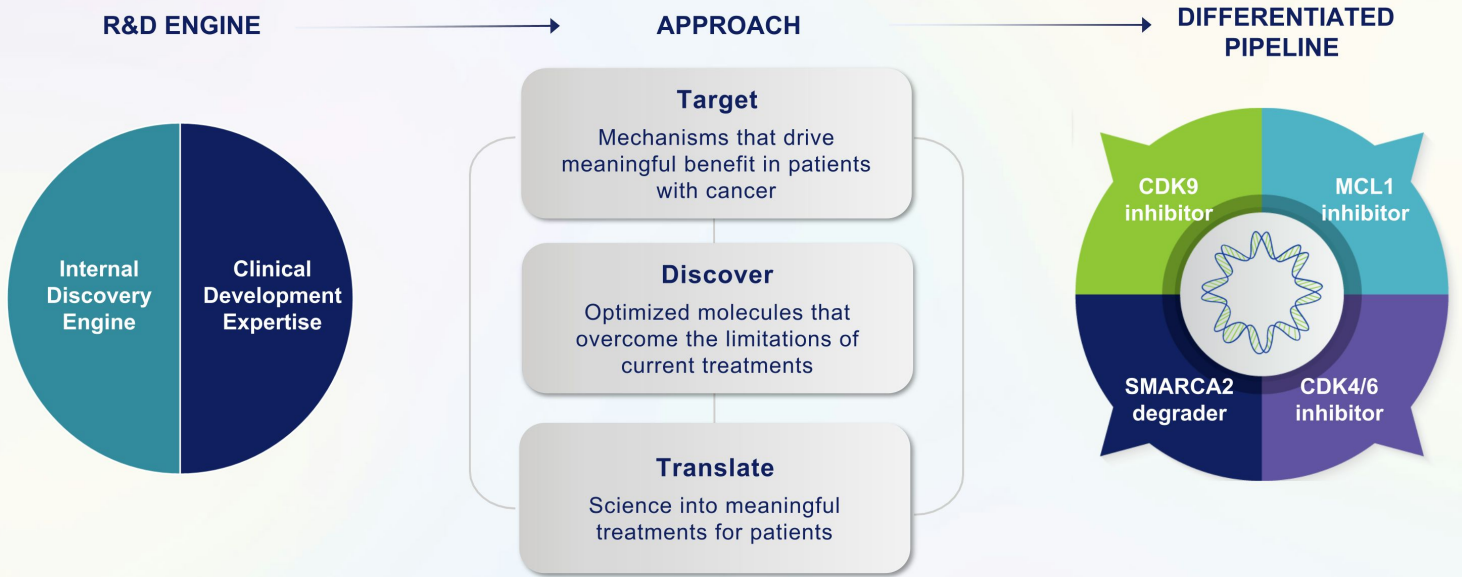 R&D ENGINE
APPROACH
DIFFERENTIATED
PIPELINE
Internal
Discovery
Engine
Clinical
Development
Expertise
Target
Mechanisms that drive
meaningful benefit in patients
with cancer
Discover
Optimized molecules that
overcome the limitations of
current treatments
Translate
Science into meaningful
treatments for patients
CDK9
inhibitor
MCL1
inhibitor
SMARCA2
degrader
CDK4/6
inhibitor